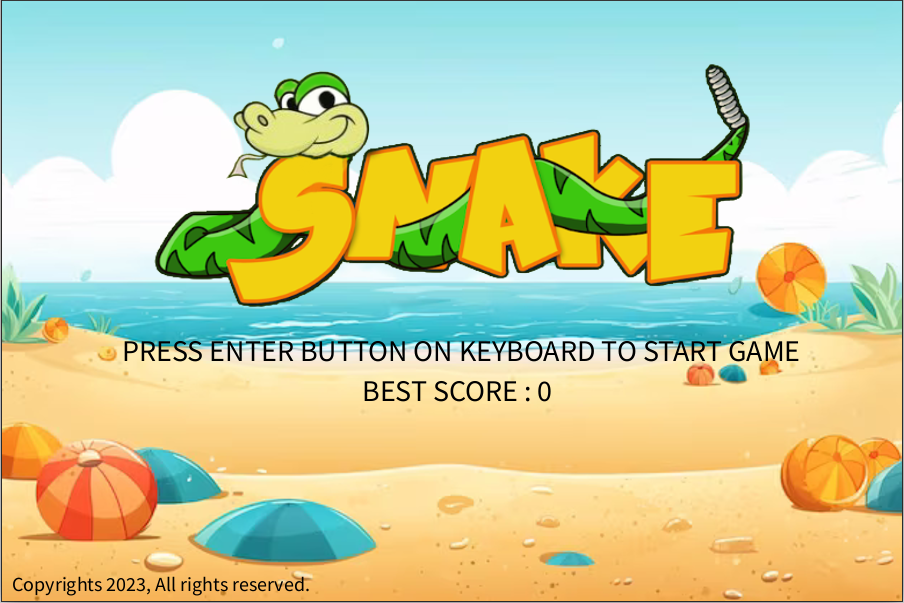 SNAKE
PRESS ENTER BUTTON ON KEYBOARD TO START GAME
BEST SCORE : 0
Copyrights 2023, All rights reserved.